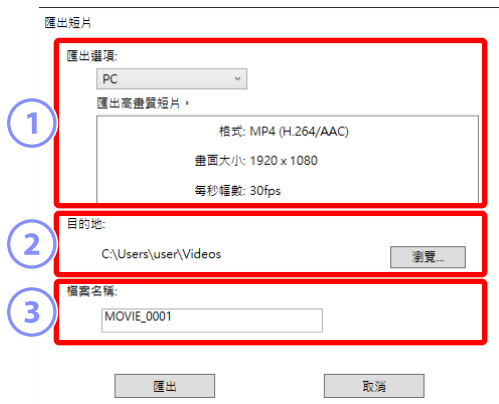 匯出短片
匯出選項:
PC
匯出高畫質短片。
1
格式: MP4 (H.264/AAC)
畫面大小: 1920 x 1080
每秒幅數: 30fps
目的地:
2
C:\Users\user\Videos
瀏覽...
檔案名稱:
3
MOVIE_0001
匯出
取消